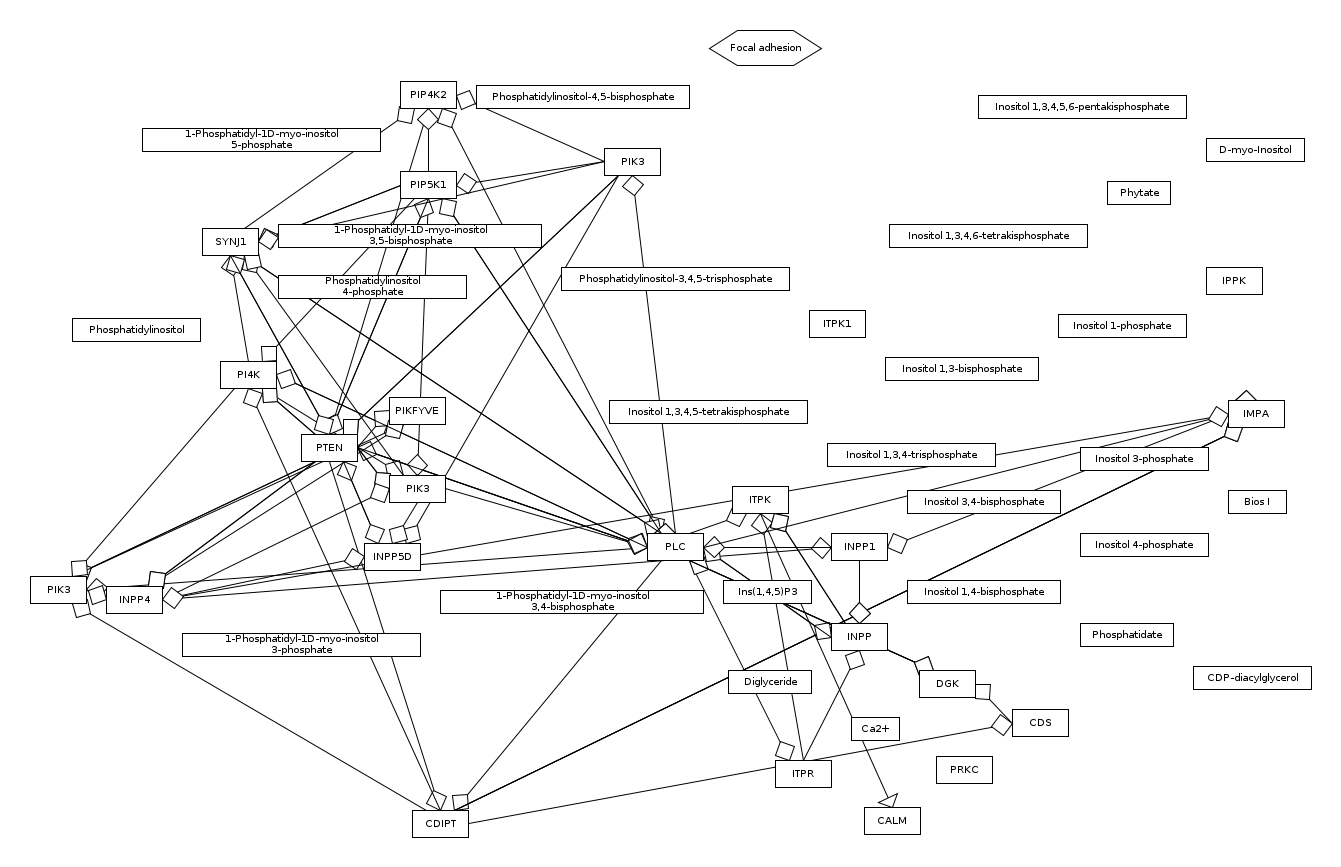 Focal adhesion
PIP4K2
Phosphatidylinositol-4,5-bisphosphate
Inositol 1,3,4,5,6-pentakisphosphate
1-Phosphatidyl-1D-myo-inositol
5-phosphate
D-myo-Inositol
PIK3
PIP5K1
Phytate
SYNJ1
1-Phosphatidyl-1D-myo-inositol
3,5-bisphosphate
Inositol 1,3,4,6-tetrakisphosphate
Phosphatidylinositol
4-phosphate
Phosphatidylinositol-3,4,5-trisphosphate
IPPK
Phosphatidylinositol
ITPK1
Inositol 1-phosphate
PI4K
Inositol 1,3-bisphosphate
PIKFYVE
Inositol 1,3,4,5-tetrakisphosphate
IMPA
PTEN
Inositol 1,3,4-trisphosphate
Inositol 3-phosphate
PIK3
ITPK
Inositol 3,4-bisphosphate
Bios I
INPP5D
PLC
INPP1
Inositol 4-phosphate
PIK3
INPP4
1-Phosphatidyl-1D-myo-inositol
3,4-bisphosphate
Ins(1,4,5)P3
Inositol 1,4-bisphosphate
1-Phosphatidyl-1D-myo-inositol
3-phosphate
INPP
Phosphatidate
Diglyceride
DGK
CDP-diacylglycerol
Ca2+
CDS
ITPR
PRKC
CDIPT
CALM